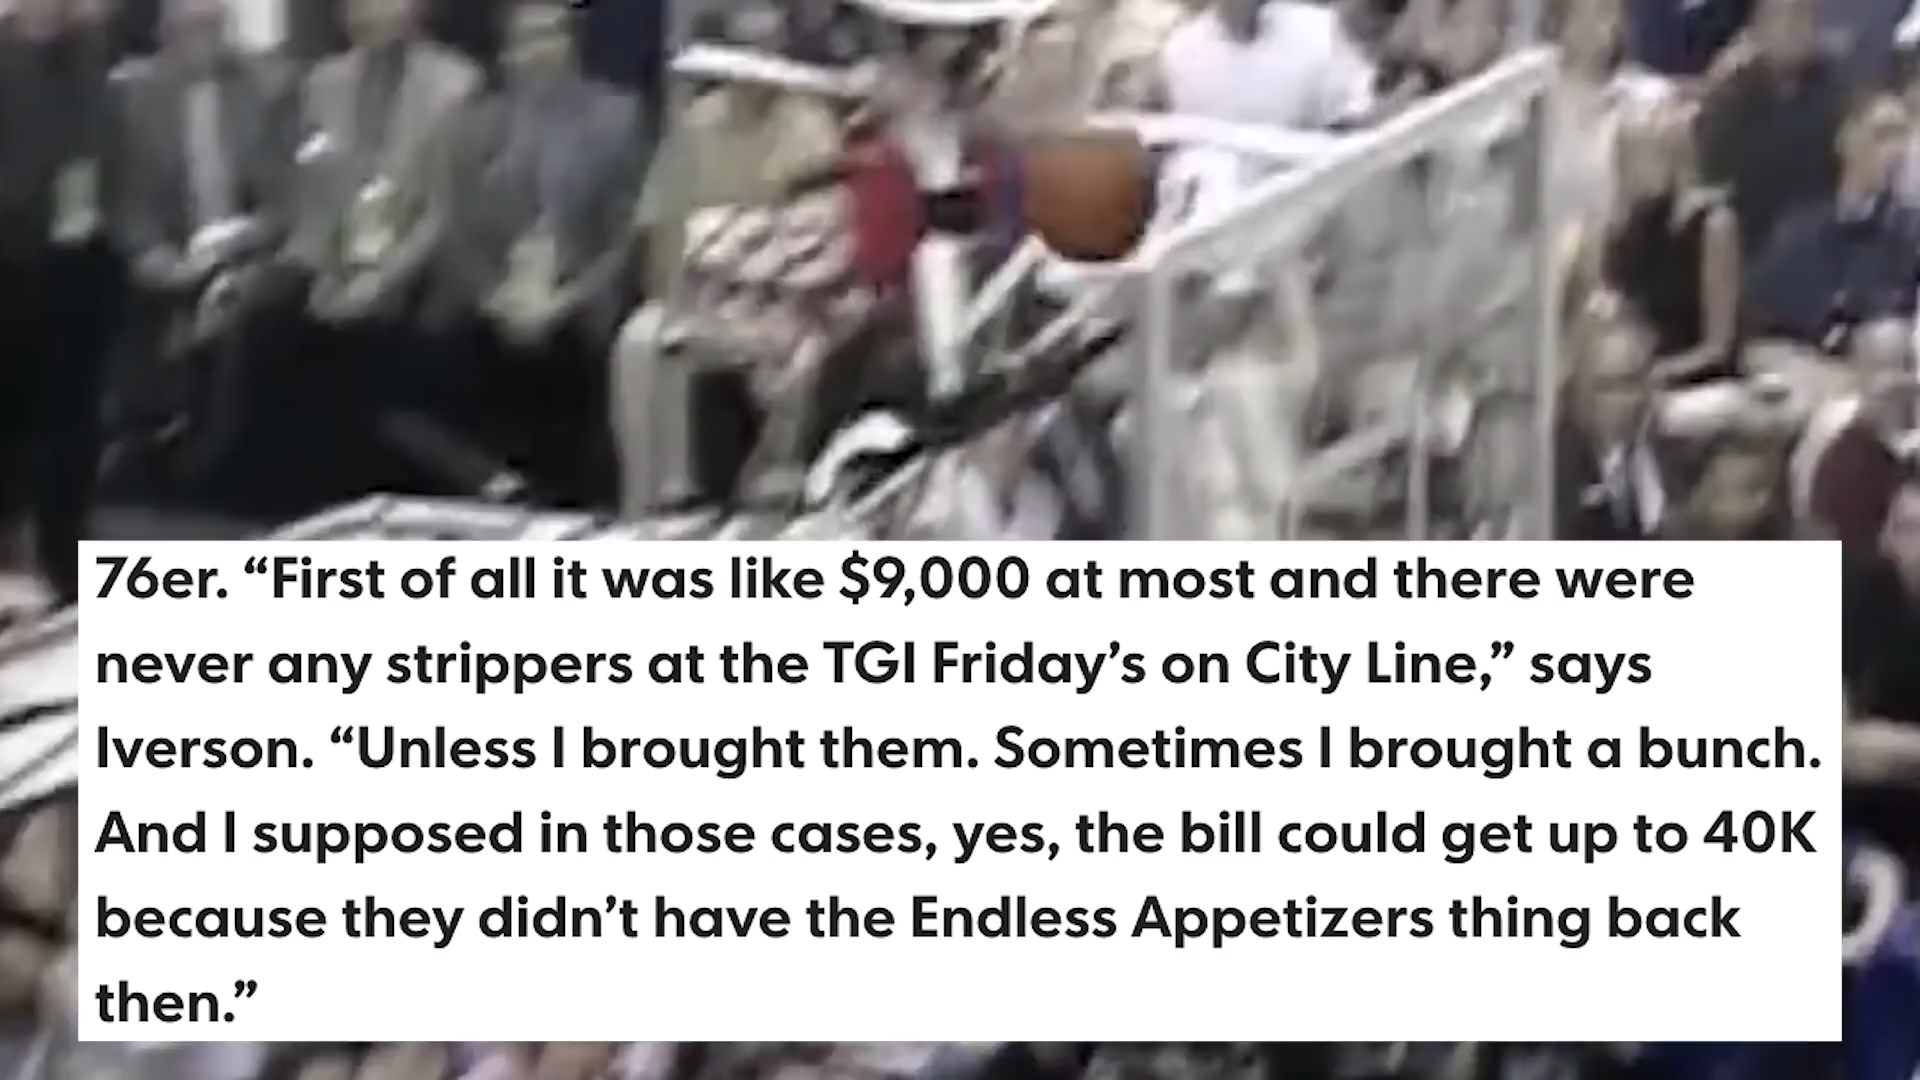 76er. “First of all it was like $9,000 at most and there were
never any strippers at the TGI Friday’s on City Line,” says
Iverson. “Unless I brought them. Sometimes I brought a bunch.
And I supposed in those cases, yes, the bill could get up to 40K
because they didn’t have the Endless Appetizers thing back
then.”